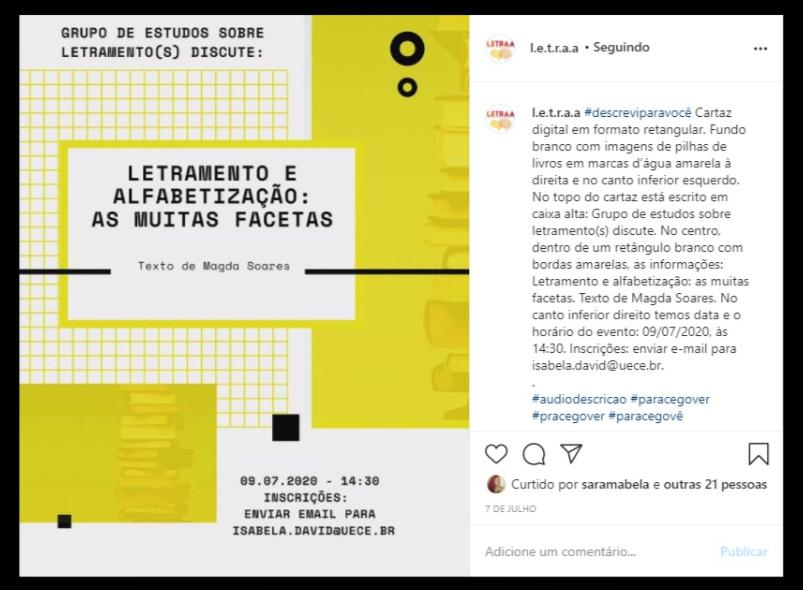 GRUPO DE ESTUDOS SOBRE
LETRAMENTO(S) DISCUTE:
LETRAMENTO E
ALFABETIZAÇÃO:
AS MUITAS FACETAS
Texto de Magda Soares
09.07.2020 - 14:30
INSCRIÇÕES:
ENVIAR EMAIL PARA
ISABELA.DAVID@UECE.BR
LETRAA
l.e.t.r.a.a • Seguindo
LETRAA
l.e.t.r.a.a #descreviparavocê Cartaz
digital em formato retangular. Fundo
branco com imagens de pilhas de
livros em marcas d'água amarela à
direita e no canto inferior esquerdo.
No topo do cartaz está escrito em
caixa alta: Grupo de estudos sobre
letramento(s) discute. No centro,
dentro de um retângulo branco com
bordas amarelas, as informações:
Letramento e alfabetização: as muitas
facetas. Texto de Magda Soares. No
canto inferior direito temos data e o
horário do evento: 09/07/2020, às
14:30. Inscrições: enviar e-mail para
isabela.david@uece.br.
.
#audiodescricao #paracegover
#pracegover #paracegovê
Curtido por saramabela e outras 21 pessoas
7 DE JULHO
Adicione um comentário... Publicar